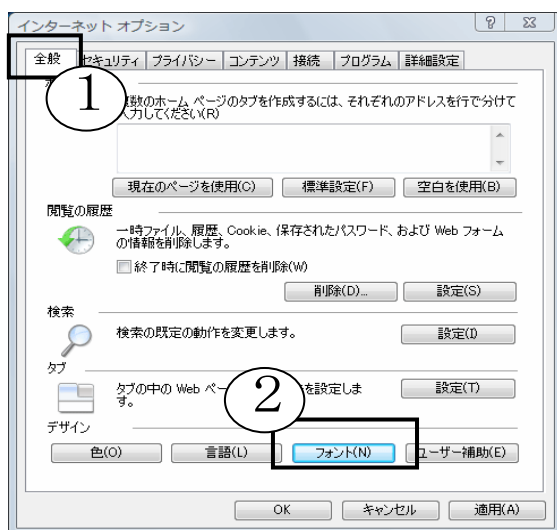 インターネット オプション
全般 セキュリティ プライバシー コンテンツ 接続 プログラム 詳細設定
1
複数のホーム ページのタブを作成するには、それぞれのアドレスを行で分けて
入力してください(R)
現在のページを使用(C) 標準設定(F) 空白を使用(B)
閲覧の履歴
一時ファイル、履歴、Cookie、保存されたパスワード、および Web フォーム
の情報を削除します。
終了時に閲覧の履歴を削除(W)
削除(D)... 設定(S)
検索
検索の既定の動作を変更します。 設定(I)
タブ
タブの中の Web ペー を設定しま 設定(T)
す。
2
デザイン
色(O) 言語(L) フォント(N) ユーザー補助(E)
OK キャンセル 適用(A)